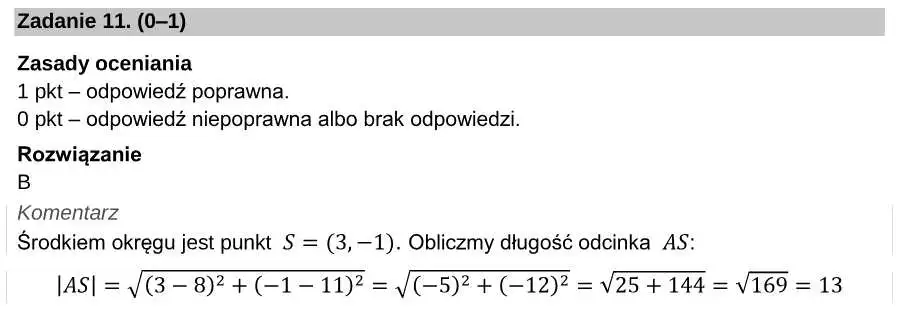 Zadanie 11. (0–1)
Zasady oceniania
1 pkt – odpowiedź poprawna.
0 pkt – odpowiedź niepoprawna albo brak odpowiedzi.
Rozwiązanie
B
Komentarz
Środkiem okręgu jest punkt S = (3, −1). Obliczmy długość odcinka AS:
|AS| = √(3 − 8)² + (−1 − 11)² = √(−5)² + (−12)² = √25 + 144 = √169 = 13